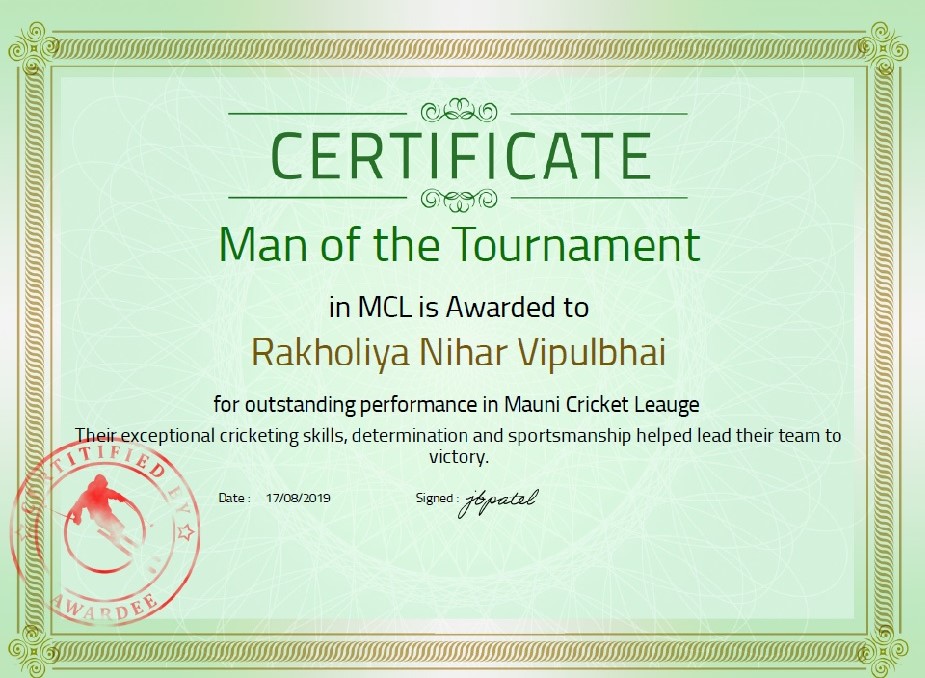 CERTIFICATE
Man of the Tournament
in MCL is Awarded to
Rakholiya Nihar Vipulbhai
for outstanding performance in Mauni Cricket Leauge
Their exceptional cricketing skills, determination and sportsmanship helped lead their team to
victory.
Date : 17/08/2019 Signed : jbpatel
AWARDEE